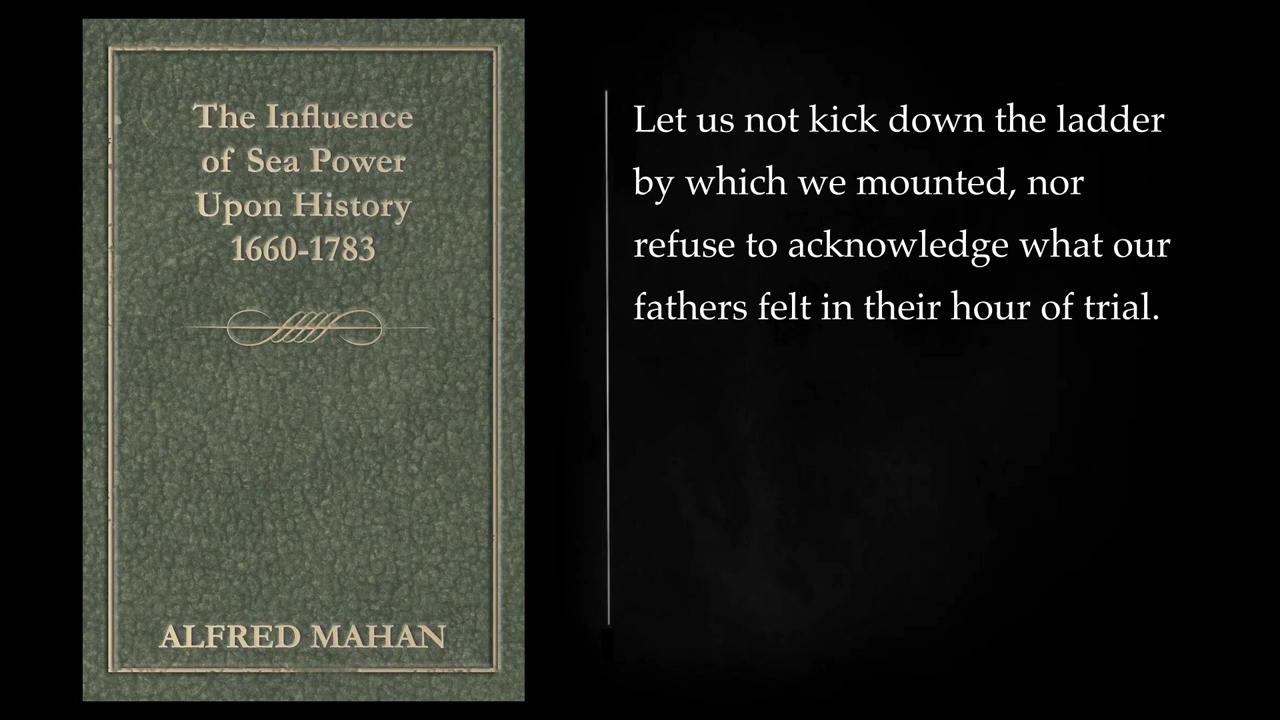 The Influence
of Sea Power
Upon History
1660-1783
ALFRED MAHAN
Let us not kick down the ladder
by which we mounted, nor
refuse to acknowledge what our
fathers felt in their hour of trial.